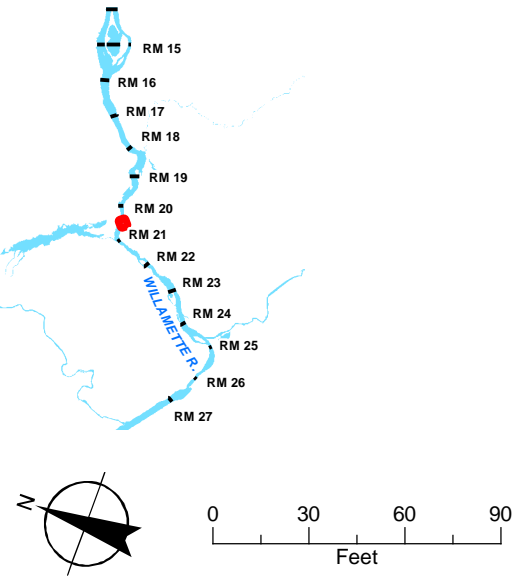 RM 15
RM 16
RM 17
RM 18
RM 19
RM 20
RM 21
RM 22
RM 23
WILLAMETTE R.
RM 24
RM 25
RM 26
RM 27
N
0 30 60 90
Feet